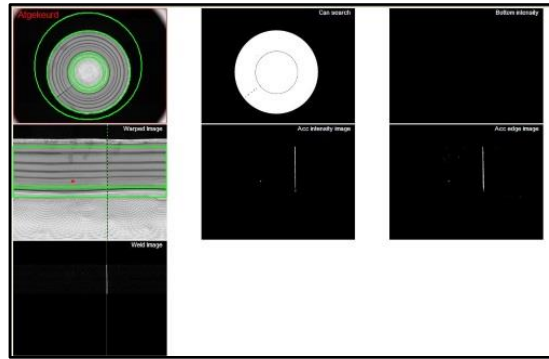 Afgekeurd
Can search
Bottom intensity
Warped image
Acc intensity image
Acc edge image
Weld image